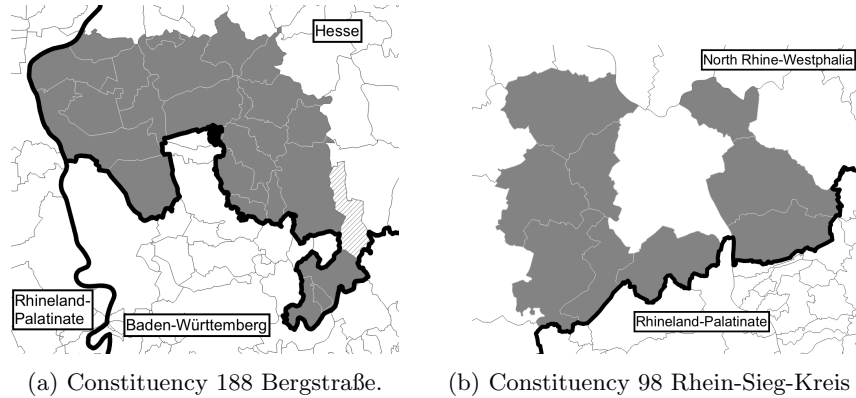 Hesse
Rhineland-
Palatinate
Baden-Württemberg
(a) Constituency 188 Bergstraße.
North Rhine-Westphalia
Rhineland-Palatinate
(b) Constituency 98 Rhein-Sieg-Kreis